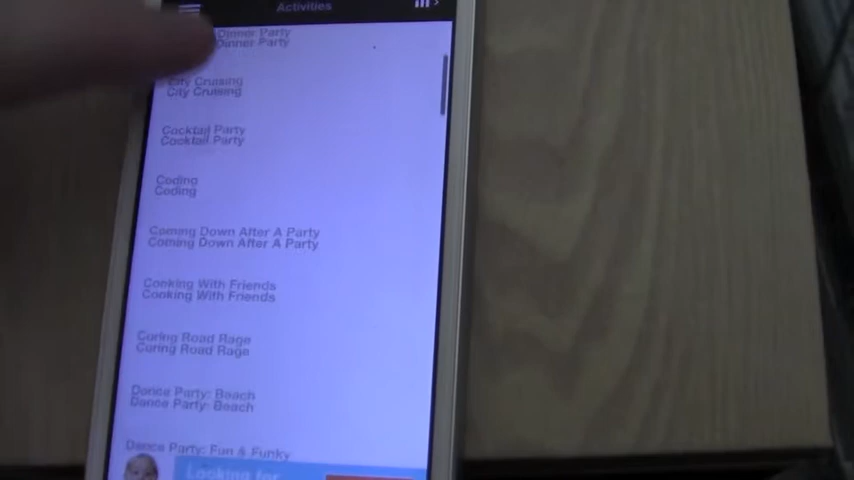 Activities
Dinner Party
Dinner Party
City Cruising
City Cruising
Cocktail Party
Cocktail Party
Coding
Coding
Coming Down After A Party
Coming Down After A Party
Cooking With Friends
Cooking With Friends
Curing Road Rage
Curing Road Rage
Dance Party: Beach
Dance Party: Beach
Dance Party: Fun & Funky
Looking for